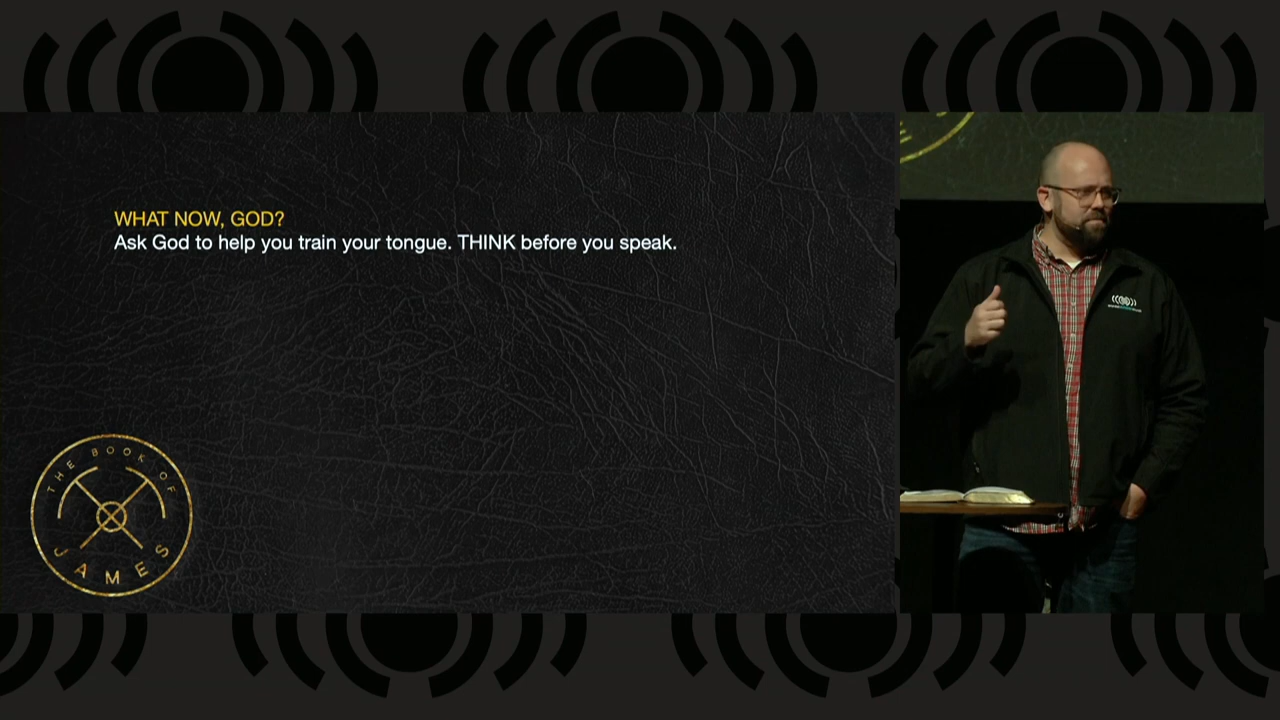 WHAT NOW, GOD?
Ask God to help you train your tongue. THINK before you speak.
THE BOOK OF
JAMES